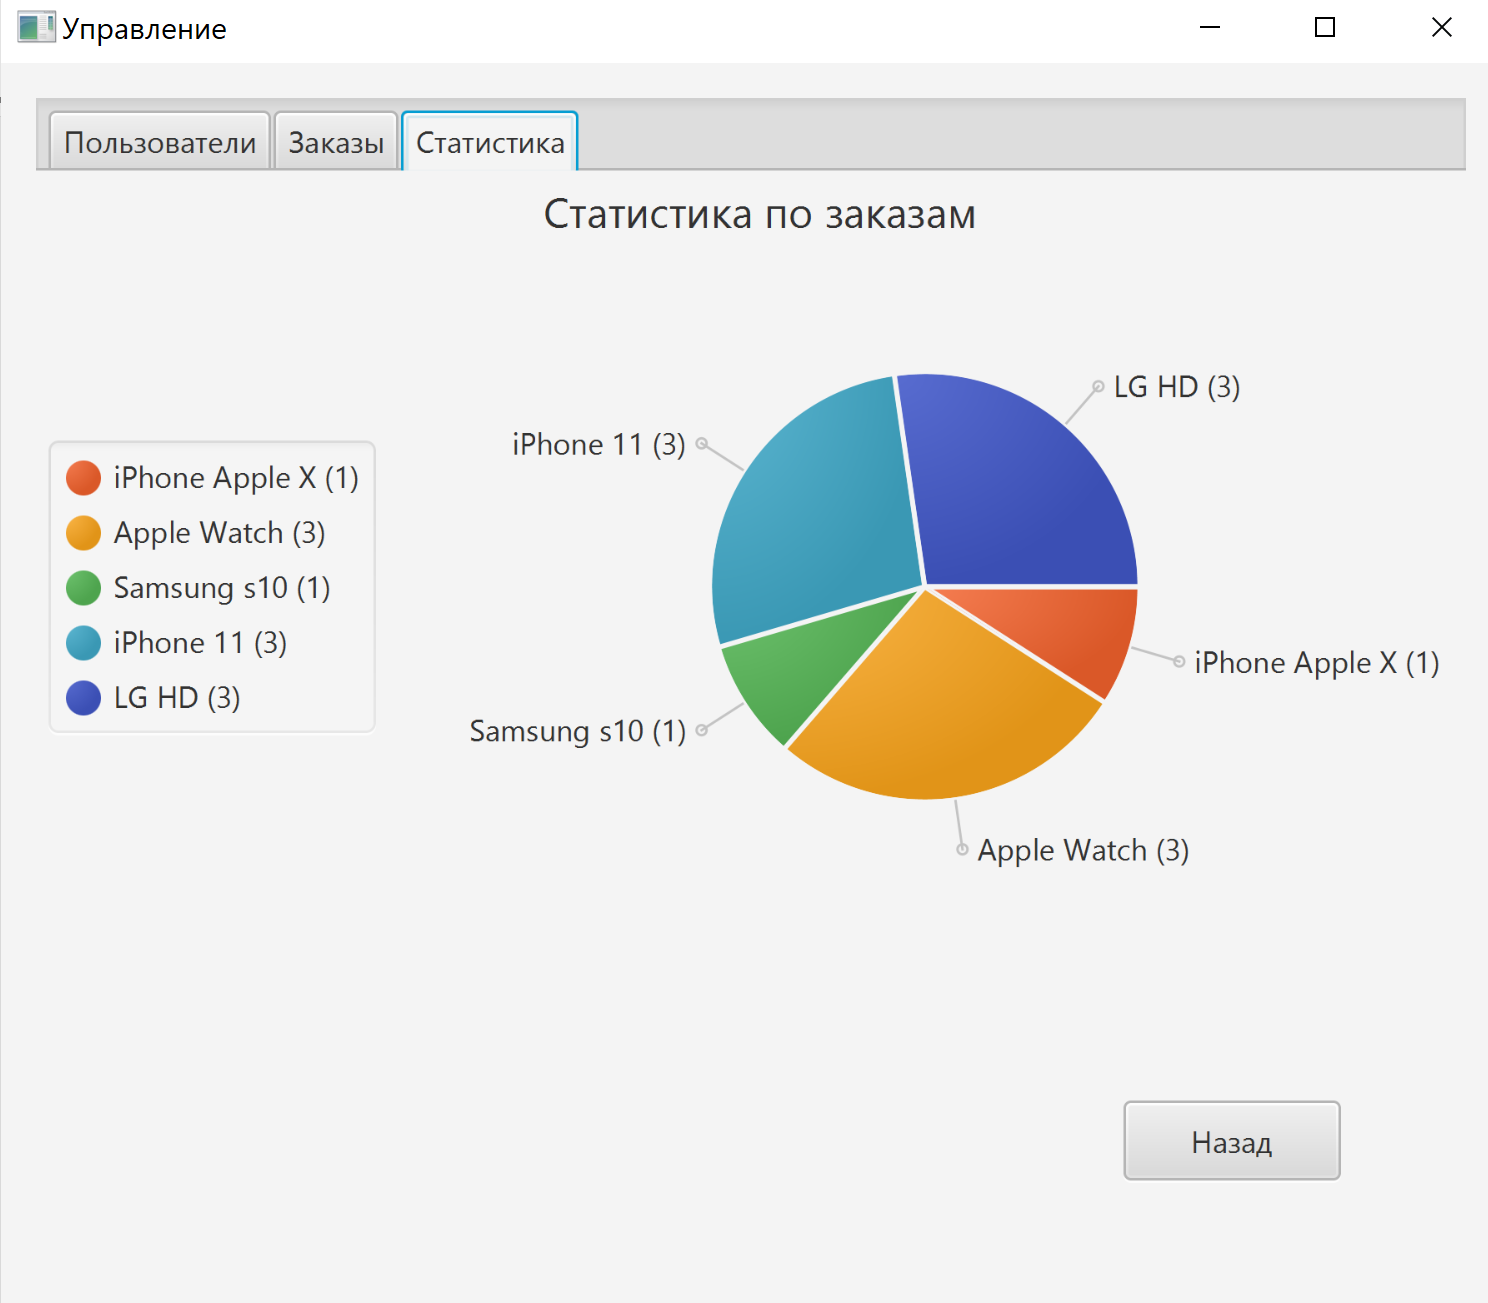 Управление
Пользователи Заказы Статистика
Статистика по заказам
iPhone Apple X (1)
Apple Watch (3)
Samsung s10 (1)
iPhone 11 (3)
LG HD (3)
LG HD (3)
iPhone 11 (3)
iPhone Apple X (1)
Samsung s10 (1)
Apple Watch (3)
Назад